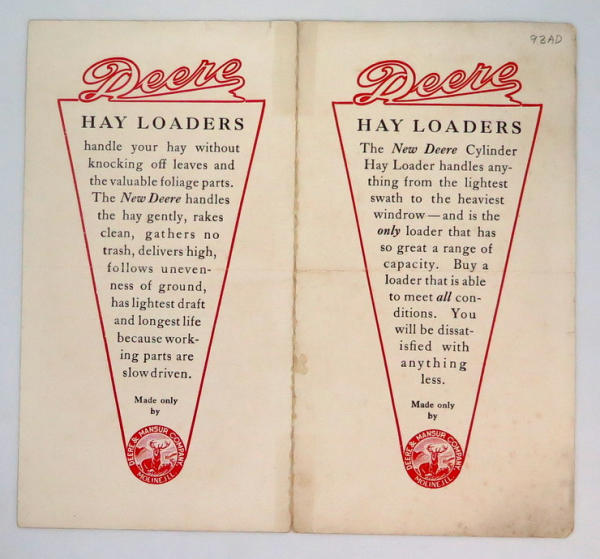 93AD
Deere
HAY LOADERS
handle your hay without
knocking off leaves and
the valuable foliage parts.
The New Deere handles
the hay gently, rakes
clean, gathers no
trash, delivers high,
follows uneven-
ness of ground,
has lightest draft
and longest life
because work-
ing parts are
slow driven.
Made only
by
DEERE & MANSUR COMPANY
MOLINE, ILL.
Deere
HAY LOADERS
The New Deere Cylinder
Hay Loader handles any-
thing from the lightest
swath to the heaviest
windrow—and is the
only loader that has
so great a range of
capacity. Buy a
loader that is able
to meet all con-
ditions. You
will be dissat-
isfied with
anything
less.
Made only
by
DEERE & MANSUR COMPANY
MOLINE, ILL.